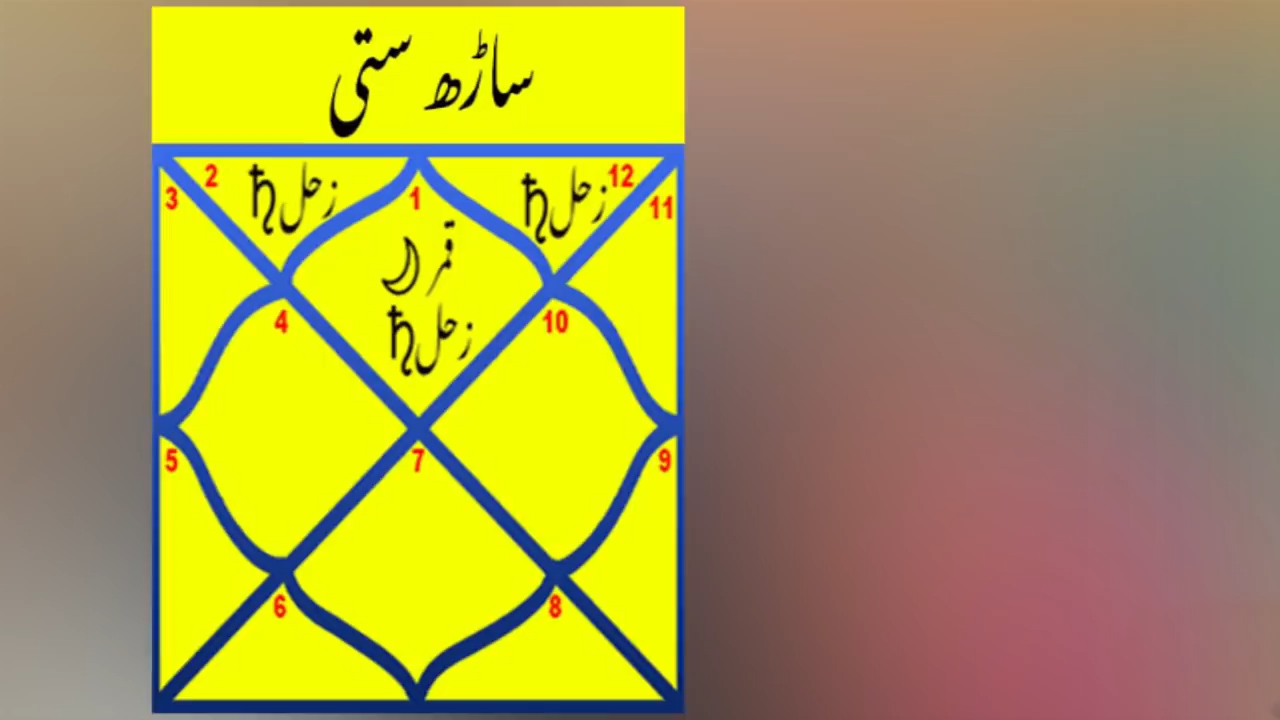 ساڑھ ستی
2 زحل ♄
زحل ♄ 12
3
1
11
قمر ☾
زحل ♄
4
10
5
7
9
6
8